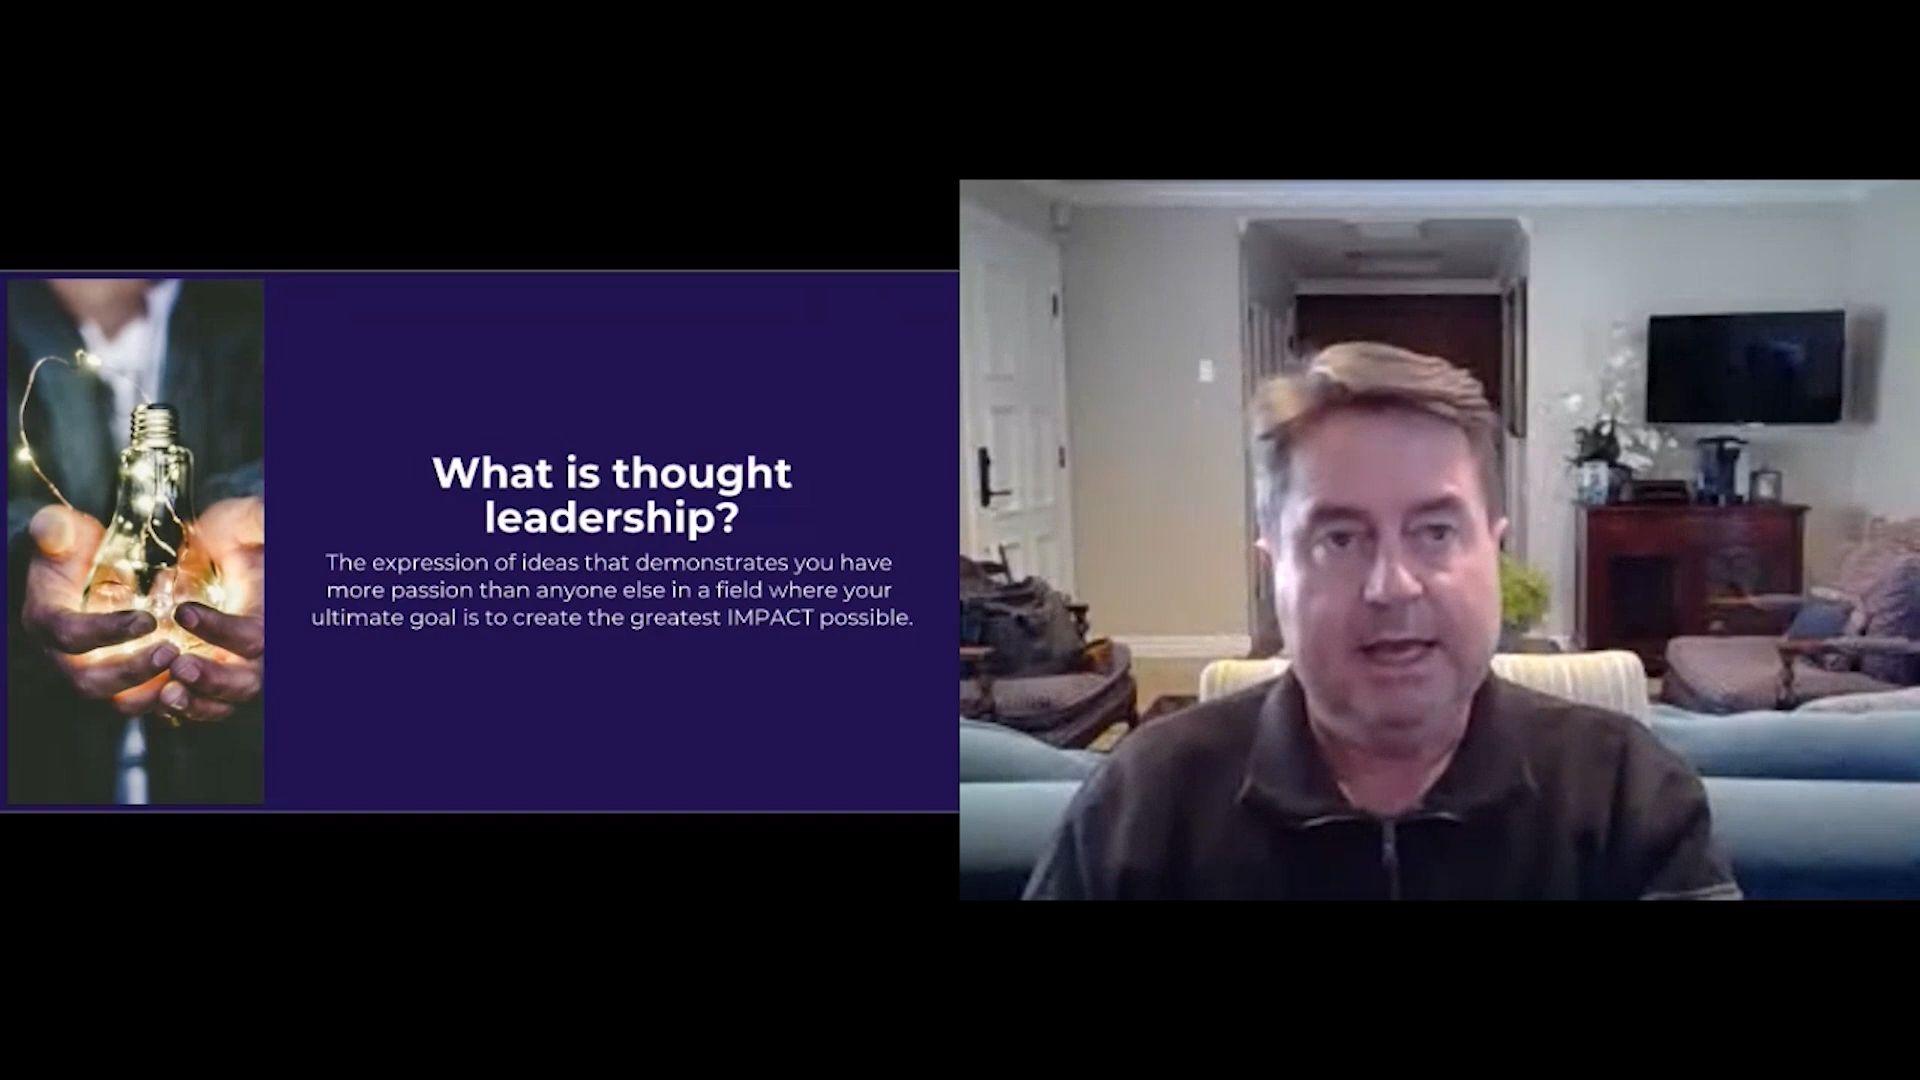 What is thought
leadership?
The expression of ideas that demonstrates you have
more passion than anyone else in a field where your
ultimate goal is to create the greatest IMPACT possible.